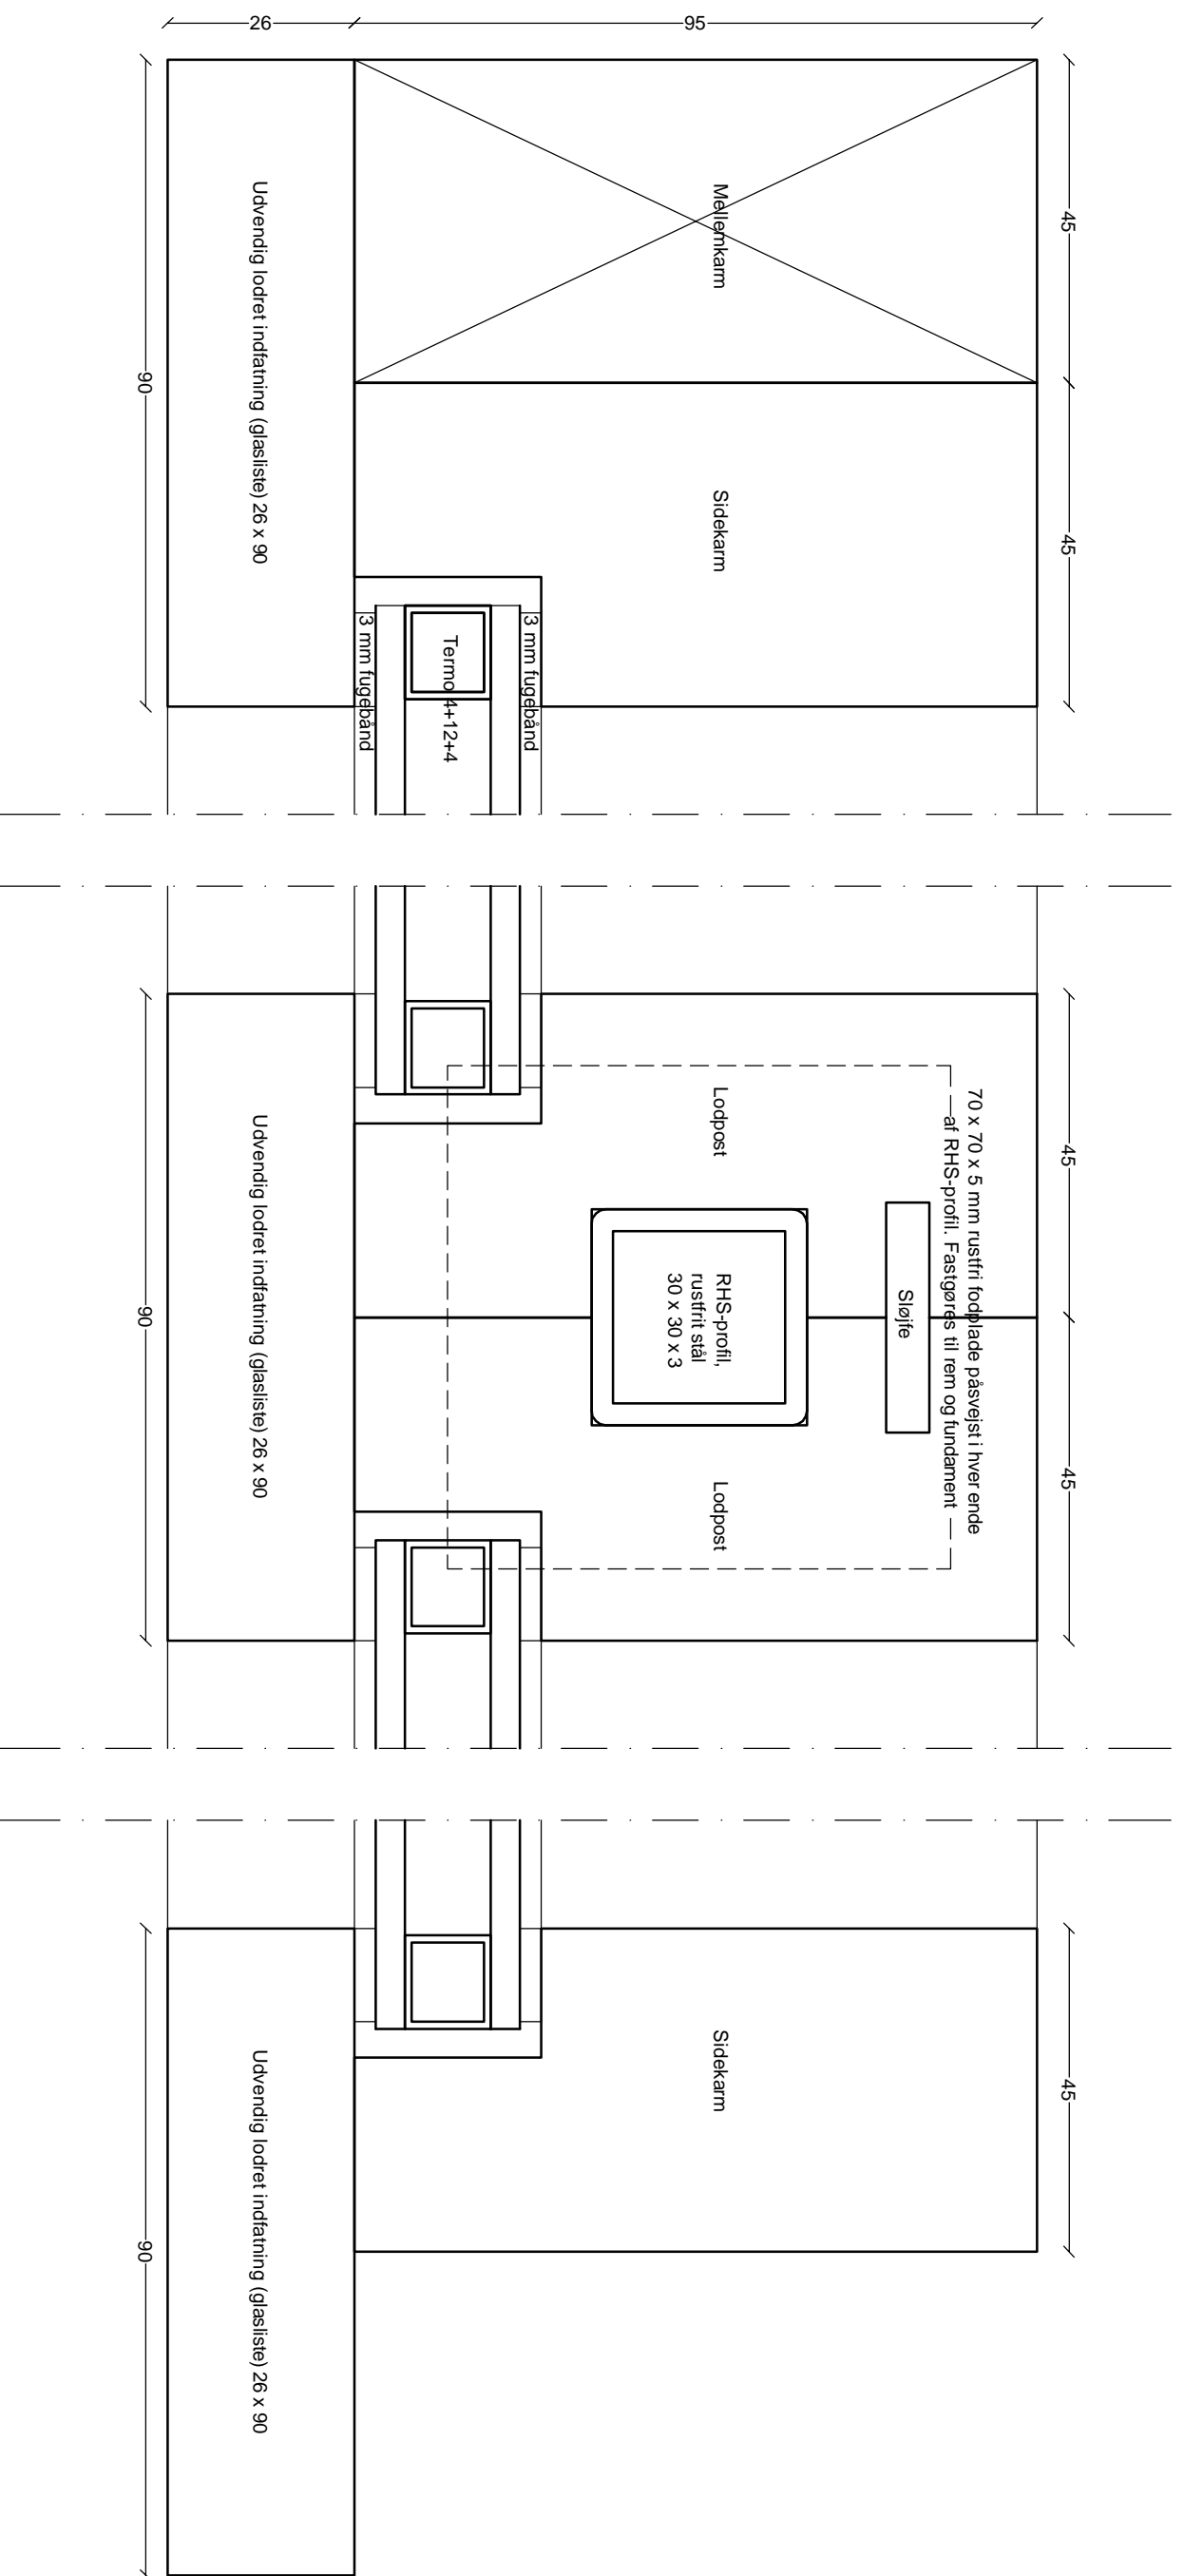 26
95
45
Mellemkarm
Udvendig lodret indfatning (glasliste) 26 x 90
90
45
Sidekarm
3 mm fugebånd
Termo 4+12+4
3 mm fugebånd
45
70 x 70 x 5 mm rustfri fodplade påsvejst i hver ende
af RHS-profil. Fastgøres til rem og fundament
Lodpost
Sløjfe
RHS-profil,
rustfrit stål
30 x 30 x 3
Udvendig lodret indfatning (glasliste) 26 x 90
90
45
Lodpost
45
Sidekarm
Udvendig lodret indfatning (glasliste) 26 x 90
90